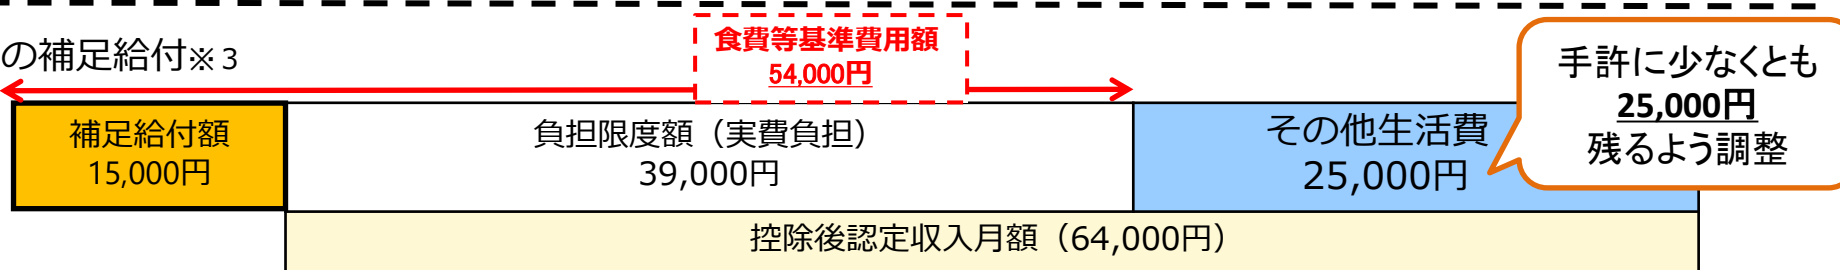 の補足給付※3
食費等基準費用額
54,000円
手許に少なくとも
25,000円
残るよう調整
補足給付額
15,000円
負担限度額（実費負担）
39,000円
その他生活費
25,000円
控除後認定収入月額（64,000円）